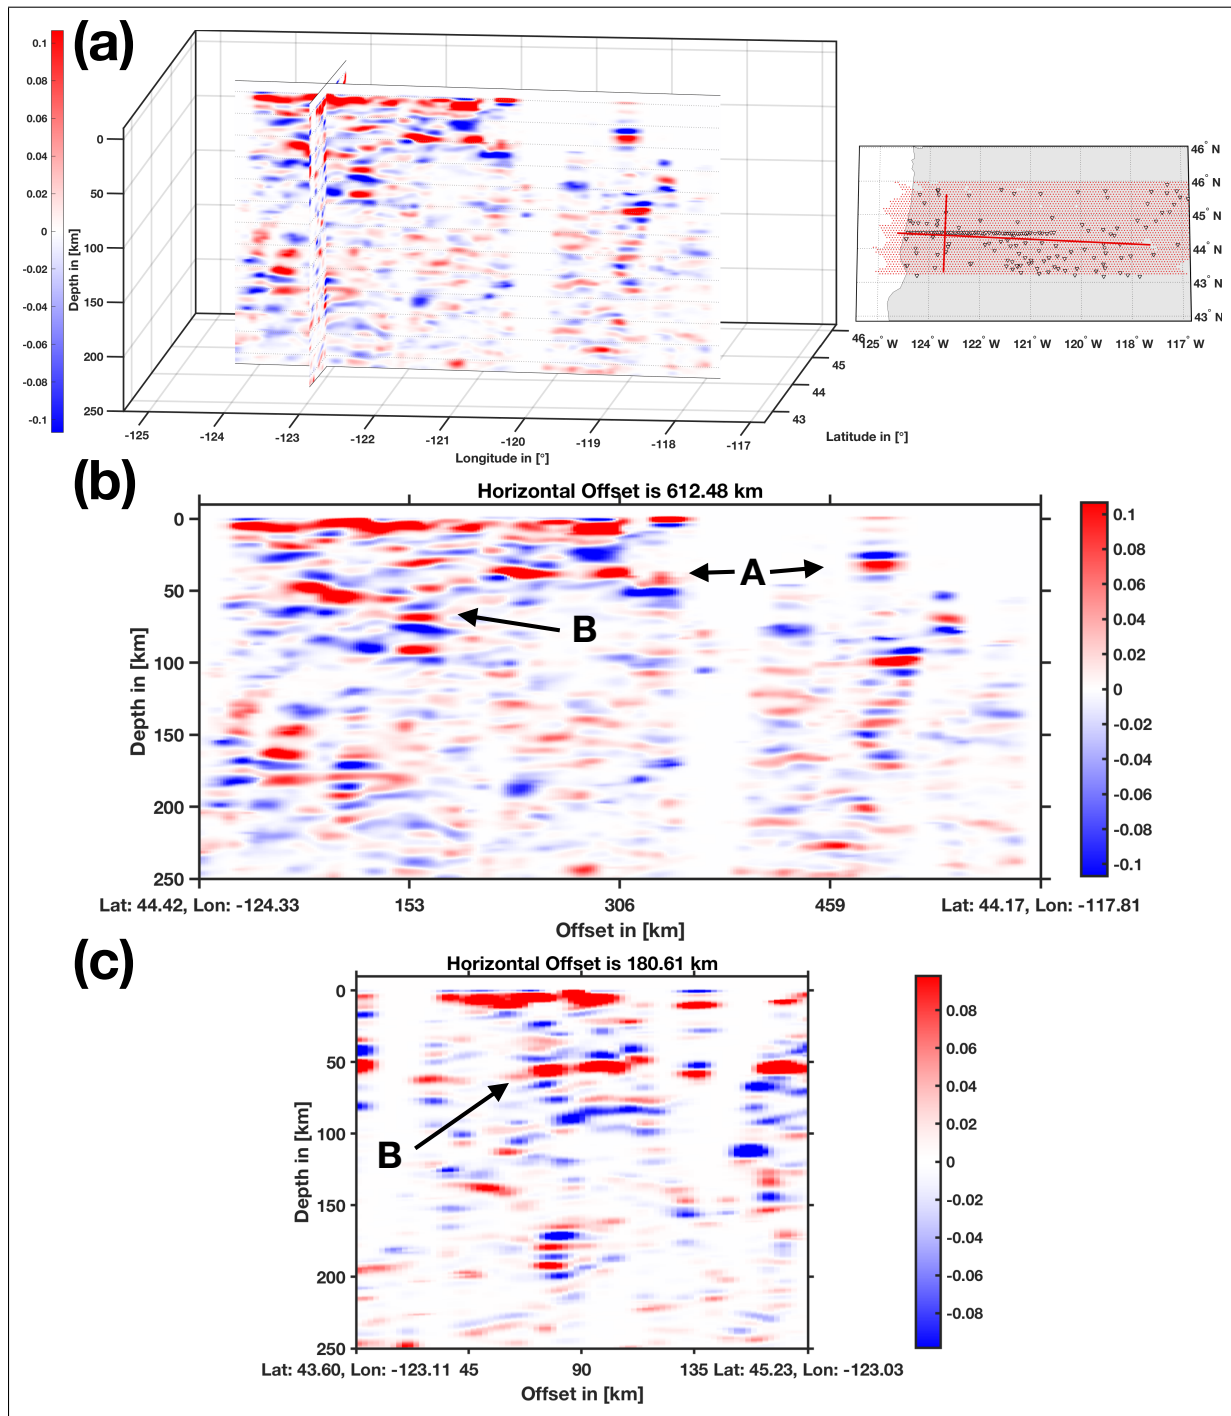 (a)
0.1
0.08
0.06
0.04
0.02
0
-0.02
-0.04
-0.06
-0.08
-0.1
Depth in [km]
0
50
100
150
200
250
-125
-124
-123
-122
-121
-120
-119
-118
-117
Longitude in [°]
43
44
45
46
Latitude in [°]
46° N
46° N
45° N
44° N
43° N
43° N
125° W
124° W
122° W
121° W
120° W
118° W
117° W
(b)
Horizontal Offset is 612.48 km
Depth in [km]
0
50
100
150
200
250
A
B
Lat: 44.42, Lon: -124.33
153
306
459
Lat: 44.17, Lon: -117.81
Offset in [km]
0.1
0.08
0.06
0.04
0.02
0
-0.02
-0.04
-0.06
-0.08
-0.1
(c)
Horizontal Offset is 180.61 km
Depth in [km]
0
50
100
150
200
250
B
Lat: 43.60, Lon: -123.11
45
90
135
Lat: 45.23, Lon: -123.03
Offset in [km]
0.08
0.06
0.04
0.02
0
-0.02
-0.04
-0.06
-0.08